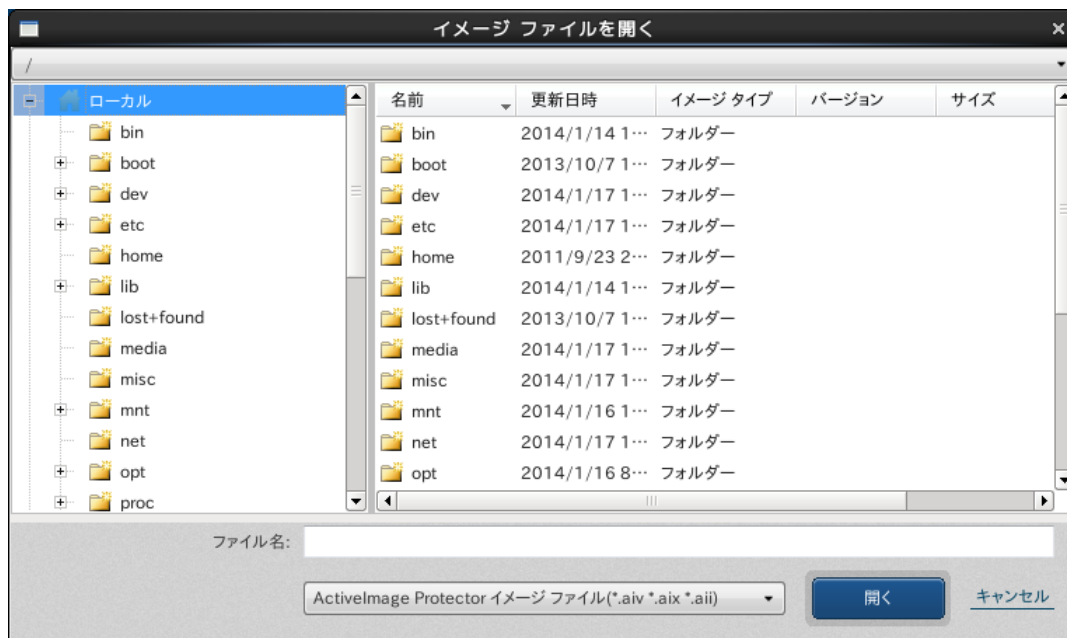 イメージ ファイルを開く
/
ローカル
bin
boot
dev
etc
home
lib
lost+found
media
misc
mnt
net
opt
proc
名前 更新日時 イメージ タイプ バージョン サイズ
bin 2014/1/14 1… フォルダー
boot 2013/10/7 1… フォルダー
dev 2014/1/17 1… フォルダー
etc 2014/1/17 1… フォルダー
home 2011/9/23 2… フォルダー
lib 2014/1/14 1… フォルダー
lost+found 2013/10/7 1… フォルダー
media 2014/1/17 1… フォルダー
misc 2014/1/17 1… フォルダー
mnt 2014/1/16 1… フォルダー
net 2014/1/17 1… フォルダー
opt 2014/1/16 8… フォルダー
ファイル名:
ActiveImage Protector イメージ ファイル(*.aiv *.aix *.aii)
開く
キャンセル